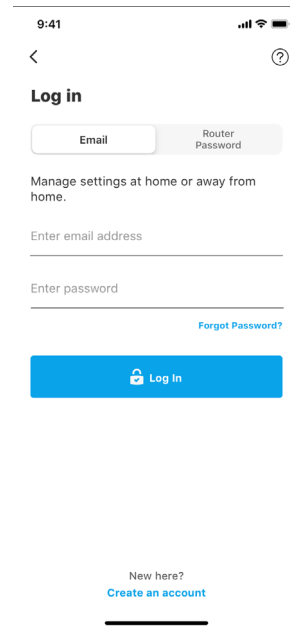 9:41
Log in
Email
Router
Password
Manage settings at home or away from
home.
Enter email address
Enter password
Forgot Password?
Log In
New here?
Create an account